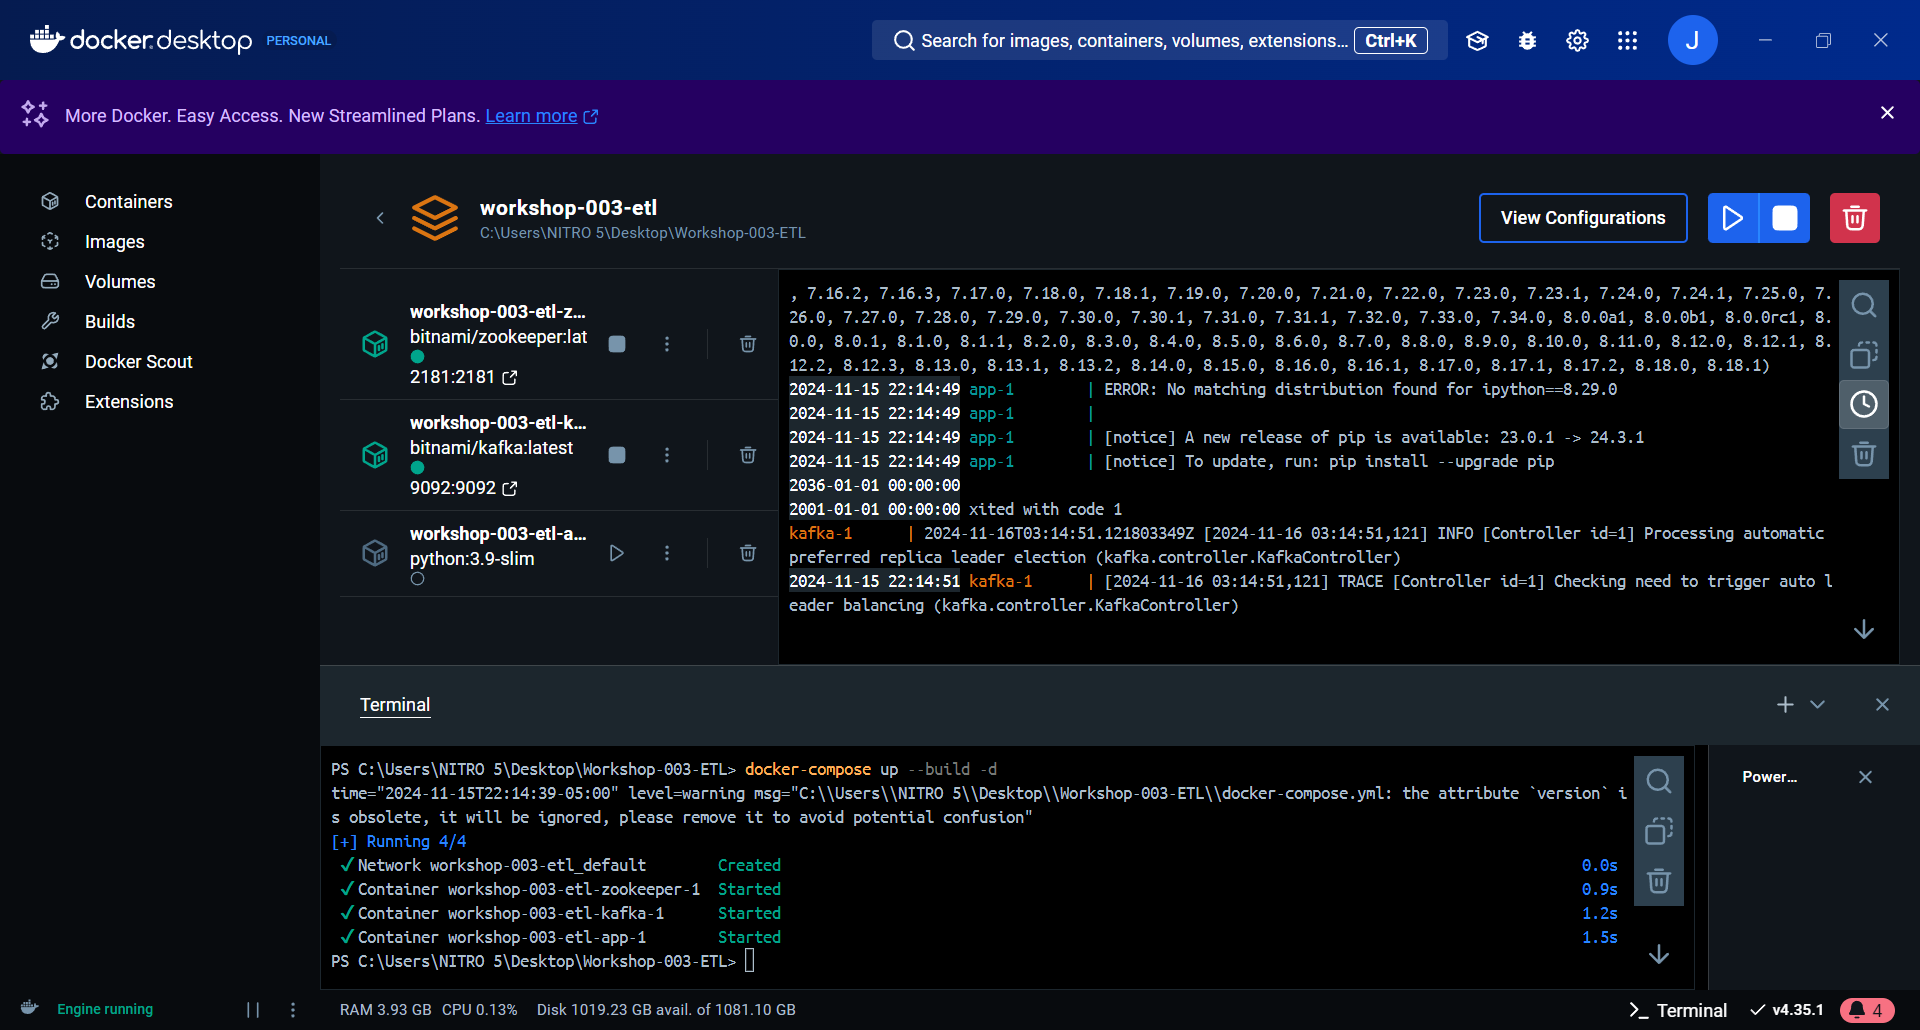 docker.desktop PERSONAL
Search for images, containers, volumes, extensions... Ctrl+K
J
More Docker. Easy Access. New Streamlined Plans. Learn more
Containers
Images
Volumes
Builds
Docker Scout
Extensions
workshop-003-etl
C:\Users\NITRO 5\Desktop\Workshop-003-ETL
View Configurations
workshop-003-etl-z...
bitnami/zookeeper:lat
2181:2181
workshop-003-etl-k...
bitnami/kafka:latest
9092:9092
workshop-003-etl-a...
python:3.9-slim
, 7.16.2, 7.16.3, 7.17.0, 7.18.0, 7.18.1, 7.19.0, 7.20.0, 7.21.0, 7.22.0, 7.23.0, 7.23.1, 7.24.0, 7.24.1, 7.25.0, 7.
26.0, 7.27.0, 7.28.0, 7.29.0, 7.30.0, 7.30.1, 7.31.0, 7.31.1, 7.32.0, 7.33.0, 7.34.0, 8.0.0a1, 8.0.0b1, 8.0.0rc1, 8.
0.0, 8.0.1, 8.1.0, 8.1.1, 8.2.0, 8.3.0, 8.4.0, 8.5.0, 8.6.0, 8.7.0, 8.8.0, 8.9.0, 8.10.0, 8.11.0, 8.12.0, 8.12.1, 8.
12.2, 8.12.3, 8.13.0, 8.13.1, 8.13.2, 8.14.0, 8.15.0, 8.16.0, 8.16.1, 8.17.0, 8.17.1, 8.17.2, 8.18.0, 8.18.1)
2024-11-15 22:14:49 app-1 | ERROR: No matching distribution found for ipython==8.29.0
2024-11-15 22:14:49 app-1 |
2024-11-15 22:14:49 app-1 | [notice] A new release of pip is available: 23.0.1 -> 24.3.1
2024-11-15 22:14:49 app-1 | [notice] To update, run: pip install --upgrade pip
2036-01-01 00:00:00
2001-01-01 00:00:00 xited with code 1
kafka-1 | 2024-11-16T03:14:51.121803349Z [2024-11-16 03:14:51,121] INFO [Controller id=1] Processing automatic
preferred replica leader election (kafka.controller.KafkaController)
2024-11-15 22:14:51 kafka-1 | [2024-11-16 03:14:51,121] TRACE [Controller id=1] Checking need to trigger auto l
eader balancing (kafka.controller.KafkaController)
Terminal
PS C:\Users\NITRO 5\Desktop\Workshop-003-ETL> docker-compose up --build -d
time="2024-11-15T22:14:39-05:00" level=warning msg="C:\\Users\\NITRO 5\\Desktop\\Workshop-003-ETL\\docker-compose.yml: the attribute `version` i
s obsolete, it will be ignored, please remove it to avoid potential confusion"
[+] Running 4/4
✓Network workshop-003-etl_default Created 0.0s
✓Container workshop-003-etl-zookeeper-1 Started 0.9s
✓Container workshop-003-etl-kafka-1 Started 1.2s
✓Container workshop-003-etl-app-1 Started 1.5s
PS C:\Users\NITRO 5\Desktop\Workshop-003-ETL>
Power...
Engine running
RAM 3.93 GB CPU 0.13% Disk 1019.23 GB avail. of 1081.10 GB
Terminal
v4.35.1
4